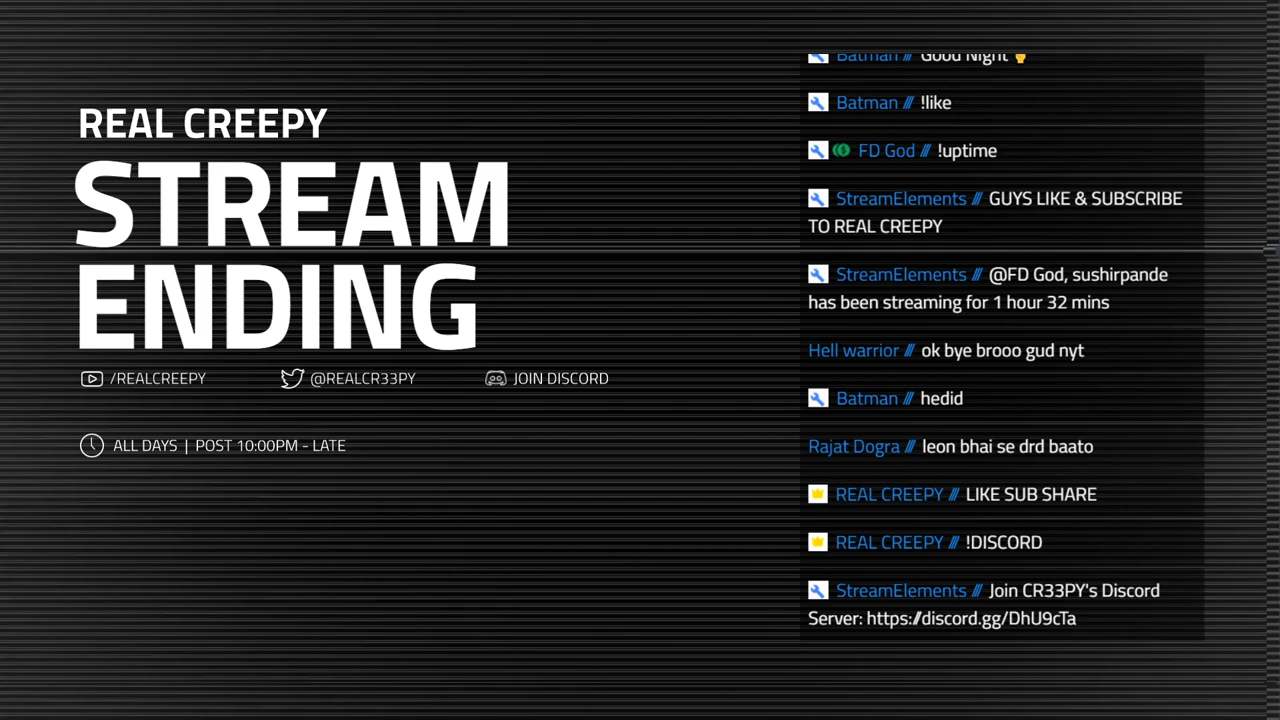 REAL CREEPY
STREAM
ENDING
/REALCREEPY
@REALCR33PY
JOIN DISCORD
ALL DAYS | POST 10:00PM - LATE
Batman /// Good Night
Batman /// !like
FD God /// !uptime
StreamElements /// GUYS LIKE & SUBSCRIBE
TO REAL CREEPY
StreamElements /// @FD God, sushirpande
has been streaming for 1 hour 32 mins
Hell warrior /// ok bye brooo gud nyt
Batman /// hedid
Rajat Dogra /// leon bhai se drd baato
REAL CREEPY /// LIKE SUB SHARE
REAL CREEPY /// !DISCORD
StreamElements /// Join CR33PY's Discord
Server: https://discord.gg/DhU9cTa